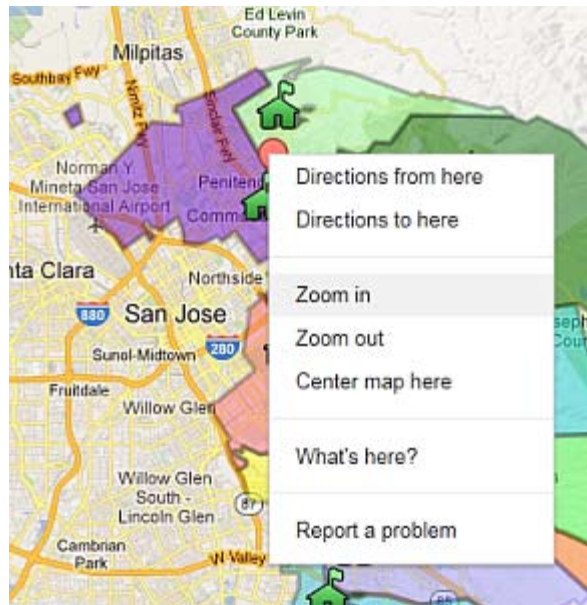 Ed Levin
County Park
Milpitas
Southbay Fwy
Nimitz Fwy
Sinclair Fwy
Norman Y.
Mineta San Jose
International Airport
Penitenc
Comm
Directions from here
Directions to here
nta Clara
Northside
Zoom in
880
San Jose
Zoom out
Sunol-Midtown
280
Center map here
Fruitdale
Willow Glen
What's here?
Willow Glen
South -
Lincoln Glen
87
Report a problem
Cambrian
Park
W Valley
85